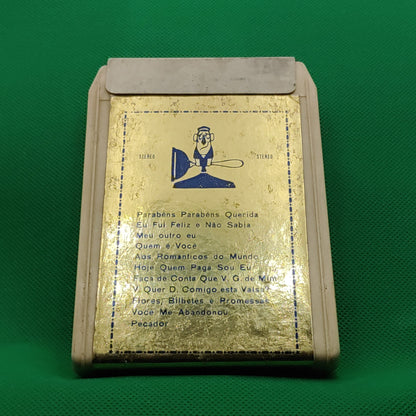 STEREO STEREO
Parabéns Parabéns Querida
Eu Fui Feliz e Não Sabia
Meu outro eu
Quem é Você
Aos Romanticos do Mundo
Hoje Quem Paga Sou Eu
Faça de Conta Que V. G. de Mim
V. Quer D. Comigo esta Valsa
Flores, Bilhetes e Promessa
Você Me Abandonou
Pecador